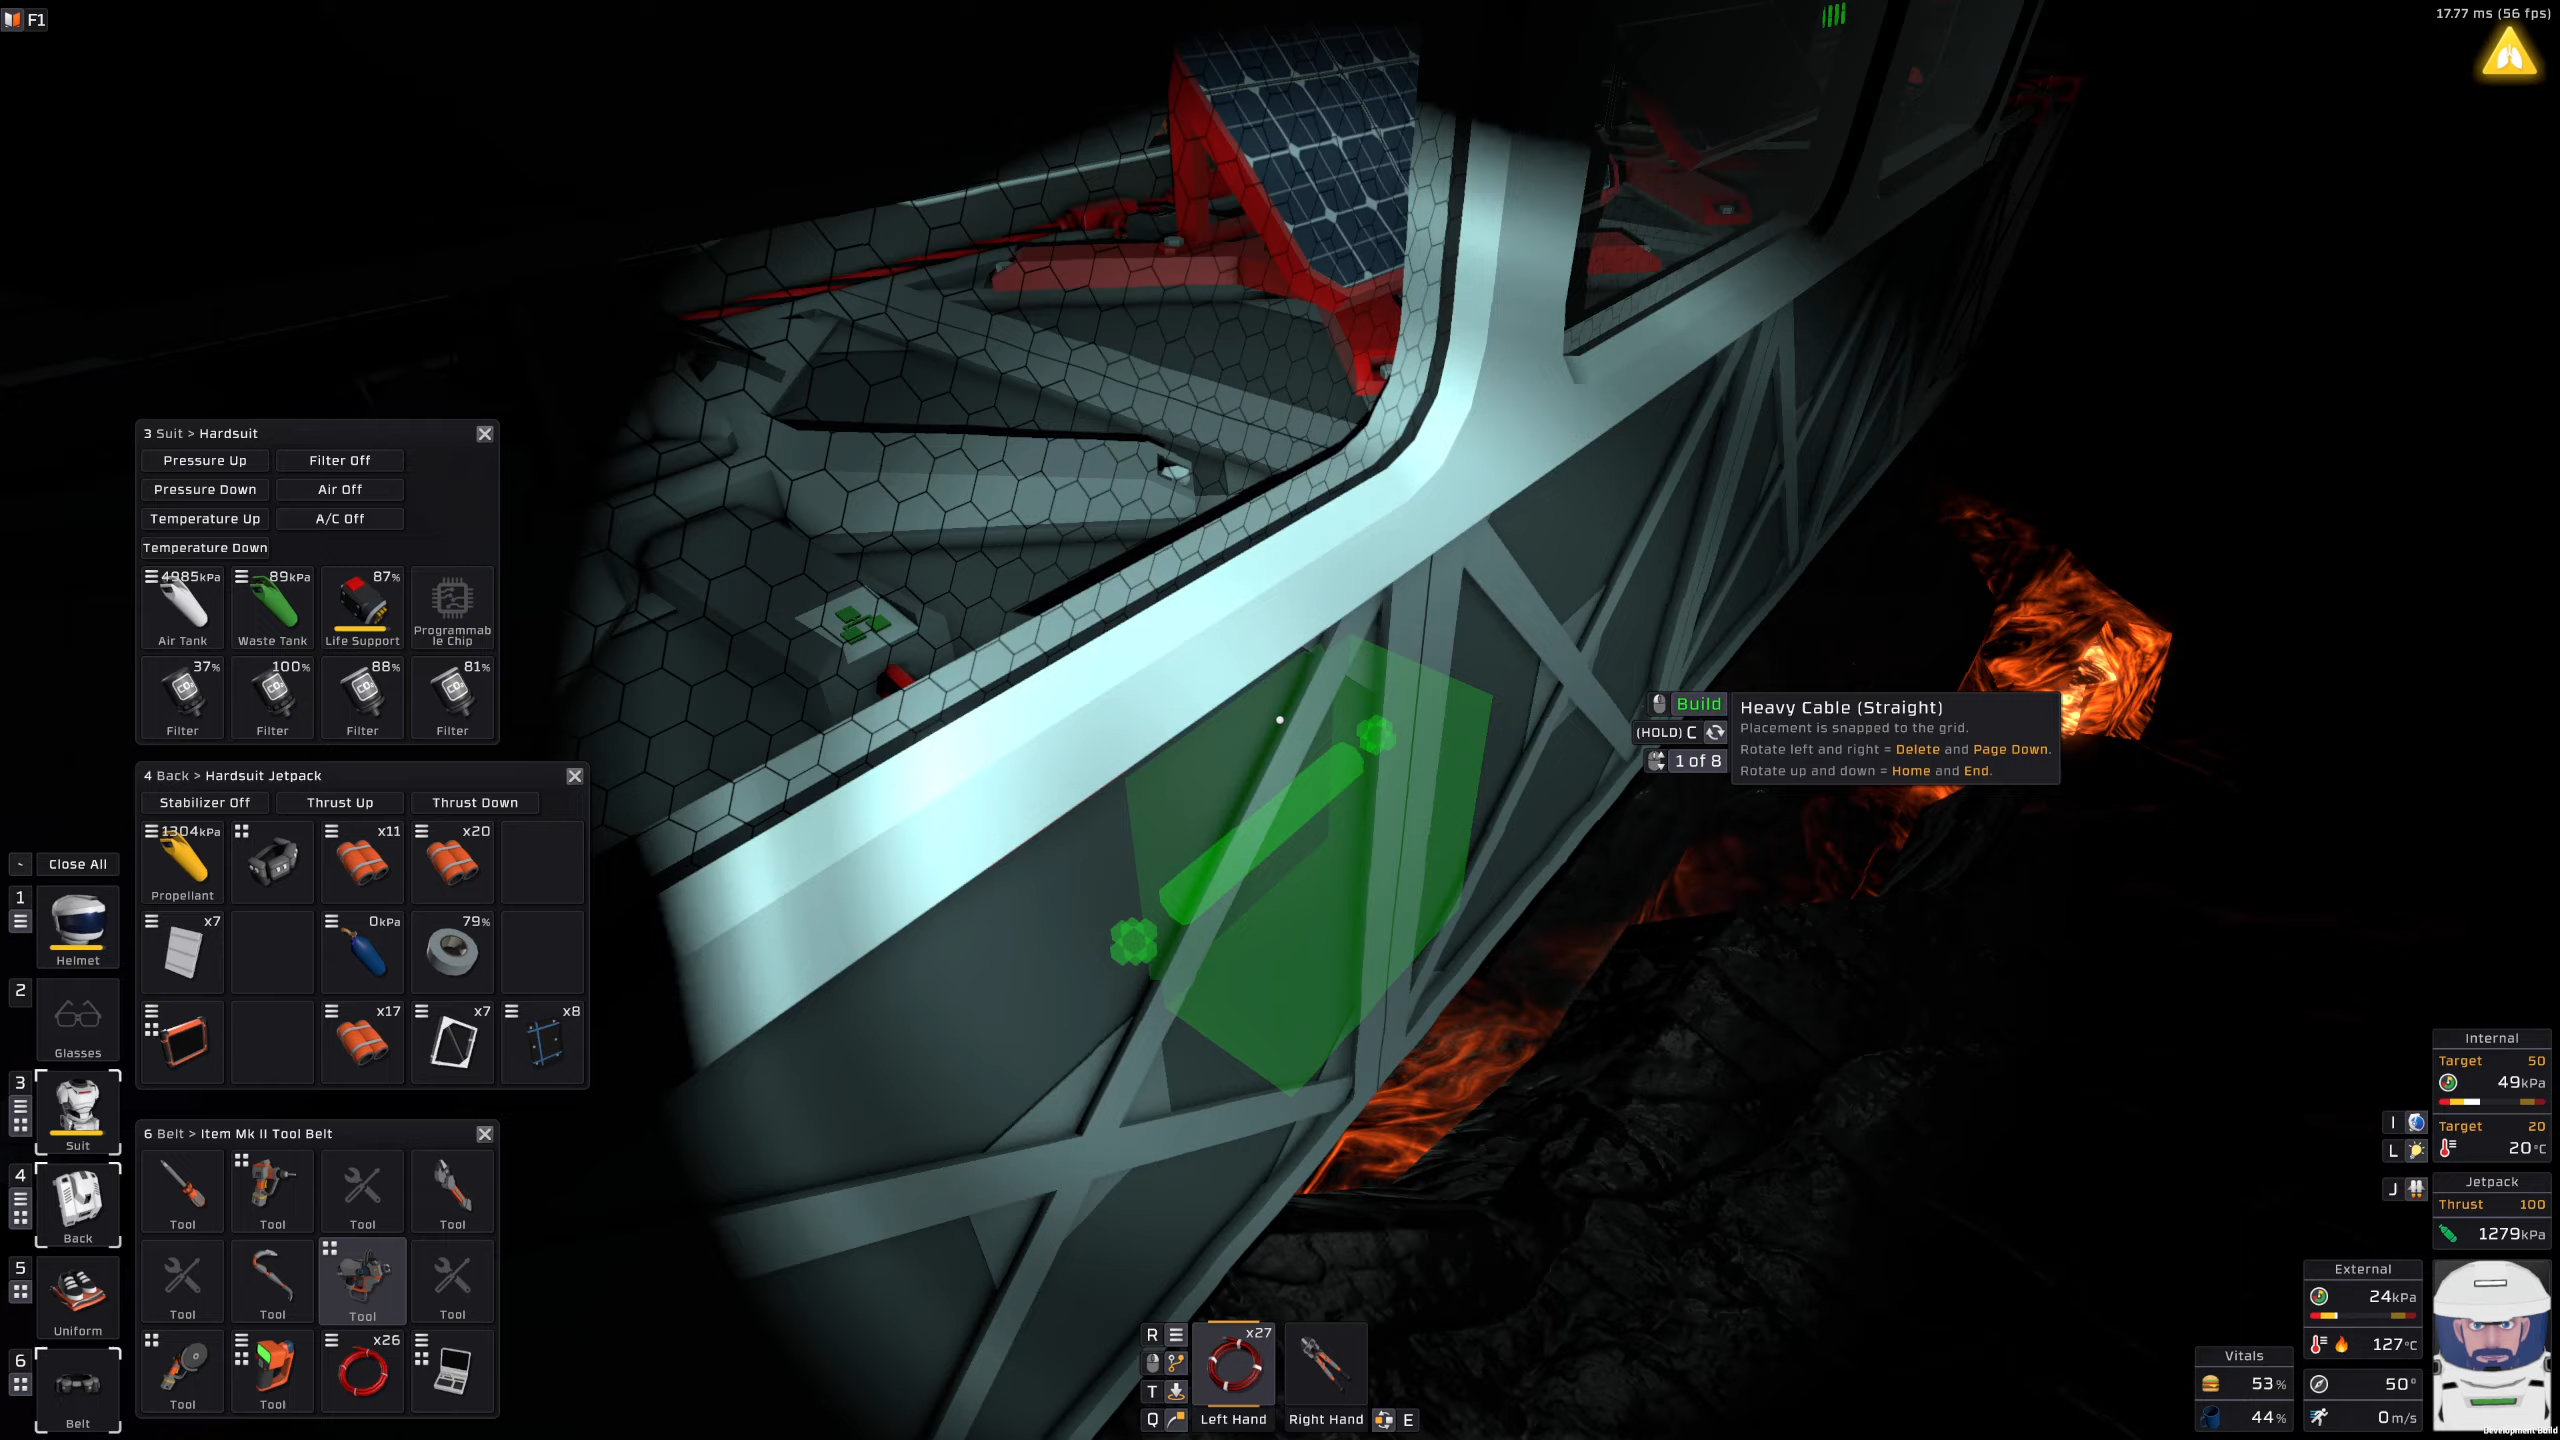 F1
17.77 ms (56 fps)
3 Suit > Hardsuit
Pressure Up
Filter Off
Pressure Down
Air Off
Temperature Up
A/C Off
Temperature Down
4985kPa
89kPa
87%
Air Tank
Waste Tank
Life Support
Programmab
le Chip
37%
100%
88%
81%
Filter
Filter
Filter
Filter
Build
(HOLD) C
1 of 8
Heavy Cable (Straight)
Placement is snapped to the grid.
Rotate left and right = Delete and Page Down.
Rotate up and down = Home and End.
4 Back > Hardsuit Jetpack
Stabilizer Off
Thrust Up
Thrust Down
1304kPa
x11
x20
Propellant
x7
0kPa
79%
x17
x7
x8
~
Close All
1
Helmet
2
Glasses
3
Suit
4
Back
5
Uniform
6
Belt
6 Belt > Item Mk II Tool Belt
Tool
Tool
Tool
Tool
Tool
Tool
Tool
Tool
x26
Tool
Tool
R
T
Q
x27
Left Hand
Right Hand
E
Internal
Target 50
49kPa
Target 20
20°C
I
L
J
Jetpack
Thrust 100
1279kPa
External
24kPa
127°C
50°
0m/s
Vitals
53%
44%
Development Build